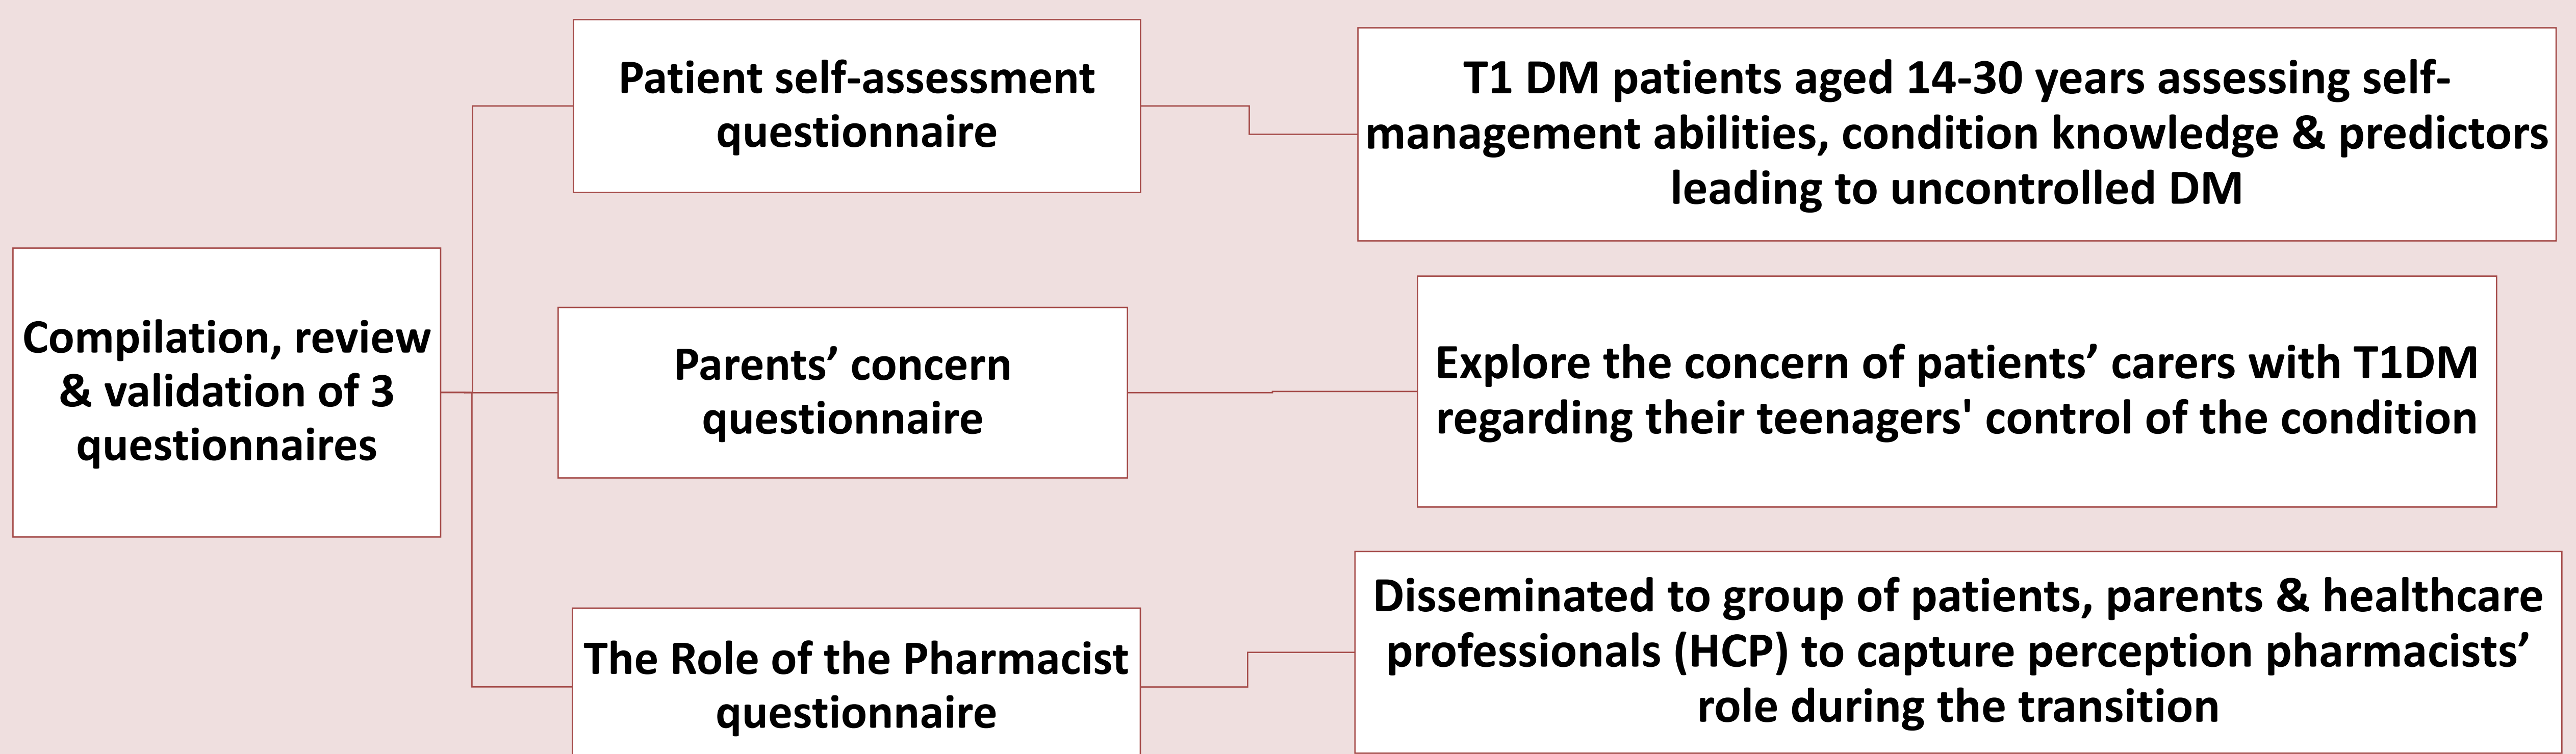 Compilation, review
& validation of 3
questionnaires
Patient self-assessment
questionnaire
T1 DM patients aged 14-30 years assessing self-
management abilities, condition knowledge & predictors
leading to uncontrolled DM
Parents’ concern
questionnaire
Explore the concern of patients’ carers with T1DM
regarding their teenagers' control of the condition
The Role of the Pharmacist
questionnaire
Disseminated to group of patients, parents & healthcare
professionals (HCP) to capture perception pharmacists’
role during the transition